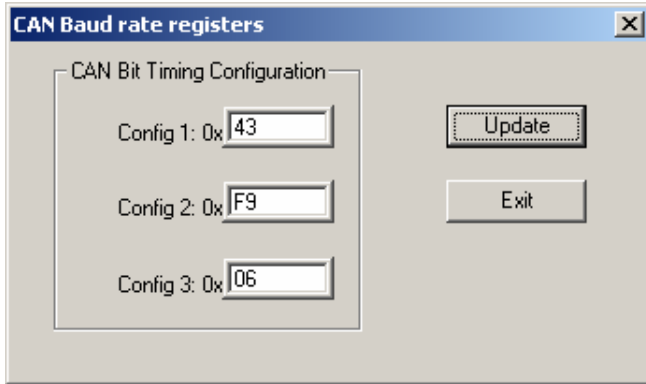 CAN Baud rate registers
CAN Bit Timing Configuration
Config 1: 0x 43
Update
Config 2: 0x F9
Exit
Config 3: 0x 06